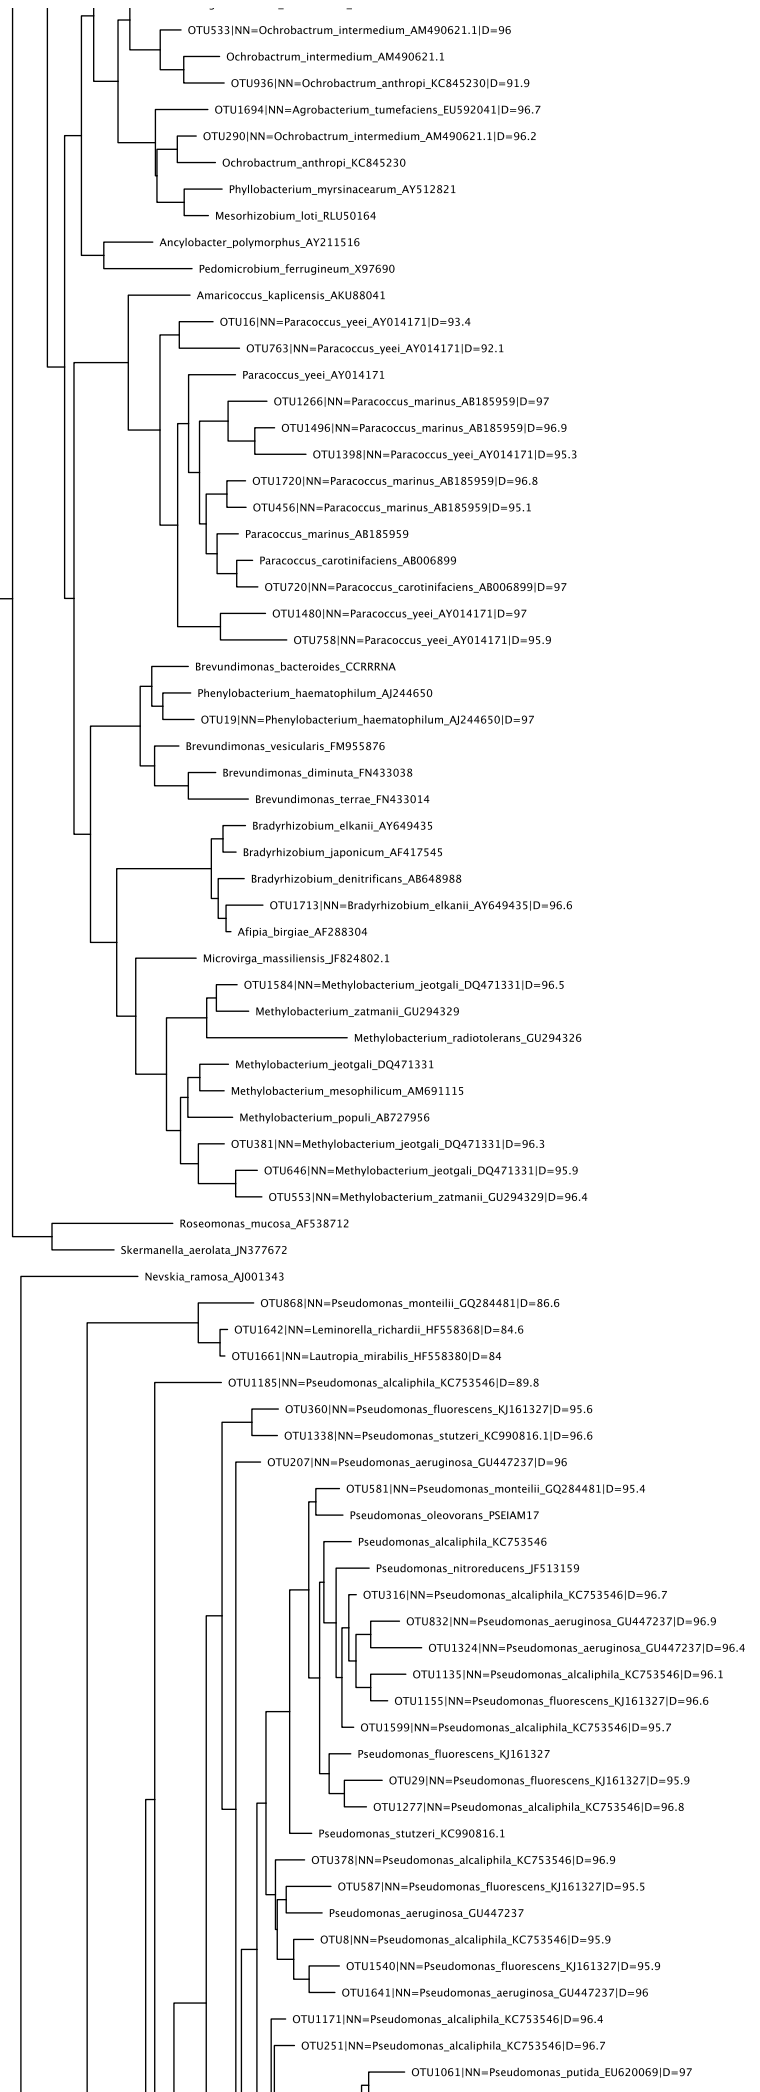 OTU533|NN=Ochrobactrum_intermedium_AM490621.1|D=96
Ochrobactrum_intermedium_AM490621.1
OTU936|NN=Ochrobactrum_anthropi_KC845230|D=91.9
OTU1694|NN=Agrobacterium_tumefaciens_EU592041|D=96.7
OTU290|NN=Ochrobactrum_intermedium_AM490621.1|D=96.2
Ochrobactrum_anthropi_KC845230
Phyllobacterium_myrsinacearum_AY512821
Mesorhizobium_loti_RLU50164
Ancylobacter_polymorphus_AY211516
Pedomicrobium_ferrugineum_X97690
Amaricoccus_kaplicensis_AKU88041
OTU16|NN=Paracoccus_yeei_AY014171|D=93.4
OTU763|NN=Paracoccus_yeei_AY014171|D=92.1
Paracoccus_yeei_AY014171
OTU1266|NN=Paracoccus_marinus_AB185959|D=97
OTU1496|NN=Paracoccus_marinus_AB185959|D=96.9
OTU1398|NN=Paracoccus_yeei_AY014171|D=95.3
OTU1720|NN=Paracoccus_marinus_AB185959|D=96.8
OTU456|NN=Paracoccus_marinus_AB185959|D=95.1
Paracoccus_marinus_AB185959
Paracoccus_carotinifaciens_AB006899
OTU720|NN=Paracoccus_carotinifaciens_AB006899|D=97
OTU1480|NN=Paracoccus_yeei_AY014171|D=97
OTU758|NN=Paracoccus_yeei_AY014171|D=95.9
Brevundimonas_bacteroides_CCRRRNA
Phenylobacterium_haematophilum_AJ244650
OTU19|NN=Phenylobacterium_haematophilum_AJ244650|D=97
Brevundimonas_vesicularis_FM955876
Brevundimonas_diminuta_FN433038
Brevundimonas_terrae_FN433014
Bradyrhizobium_elkanii_AY649435
Bradyrhizobium_japonicum_AF417545
Bradyrhizobium_denitrificans_AB648988
OTU1713|NN=Bradyrhizobium_elkanii_AY649435|D=96.6
Afipia_birgiae_AF288304
Microvirga_massiliensis_JF824802.1
OTU1584|NN=Methylobacterium_jeotgali_DQ471331|D=96.5
Methylobacterium_zatmanii_GU294329
Methylobacterium_radiotolerans_GU294326
Methylobacterium_jeotgali_DQ471331
Methylobacterium_mesophilicum_AM691115
Methylobacterium_populi_AB727956
OTU381|NN=Methylobacterium_jeotgali_DQ471331|D=96.3
OTU646|NN=Methylobacterium_jeotgali_DQ471331|D=95.9
OTU553|NN=Methylobacterium_zatmanii_GU294329|D=96.4
Roseomonas_mucosa_AF538712
Skermanella_aerolata_JN377672
Nevskia_ramosa_AJ001343
OTU868|NN=Pseudomonas_monteilii_GQ284481|D=86.6
OTU1642|NN=Leminorella_richardii_HF558368|D=84.6
OTU1661|NN=Lautropia_mirabilis_HF558380|D=84
OTU1185|NN=Pseudomonas_alcaliphila_KC753546|D=89.8
OTU360|NN=Pseudomonas_fluorescens_KJ161327|D=95.6
OTU1338|NN=Pseudomonas_stutzeri_KC990816.1|D=96.6
OTU207|NN=Pseudomonas_aeruginosa_GU447237|D=96
OTU581|NN=Pseudomonas_monteilii_GQ284481|D=95.4
Pseudomonas_oleovorans_PSEIAM17
Pseudomonas_alcaliphila_KC753546
Pseudomonas_nitroreducens_JF513159
OTU316|NN=Pseudomonas_alcaliphila_KC753546|D=96.7
OTU832|NN=Pseudomonas_aeruginosa_GU447237|D=96.9
OTU1324|NN=Pseudomonas_aeruginosa_GU447237|D=96.4
OTU1135|NN=Pseudomonas_alcaliphila_KC753546|D=96.1
OTU1155|NN=Pseudomonas_fluorescens_KJ161327|D=96.6
OTU1599|NN=Pseudomonas_alcaliphila_KC753546|D=95.7
Pseudomonas_fluorescens_KJ161327
OTU29|NN=Pseudomonas_fluorescens_KJ161327|D=95.9
OTU1277|NN=Pseudomonas_alcaliphila_KC753546|D=96.8
Pseudomonas_stutzeri_KC990816.1
OTU378|NN=Pseudomonas_alcaliphila_KC753546|D=96.9
OTU587|NN=Pseudomonas_fluorescens_KJ161327|D=95.5
Pseudomonas_aeruginosa_GU447237
OTU8|NN=Pseudomonas_alcaliphila_KC753546|D=95.9
OTU1540|NN=Pseudomonas_fluorescens_KJ161327|D=95.9
OTU1641|NN=Pseudomonas_aeruginosa_GU447237|D=96
OTU1171|NN=Pseudomonas_alcaliphila_KC753546|D=96.4
OTU251|NN=Pseudomonas_alcaliphila_KC753546|D=96.7
OTU1061|NN=Pseudomonas_putida_EU620069|D=97